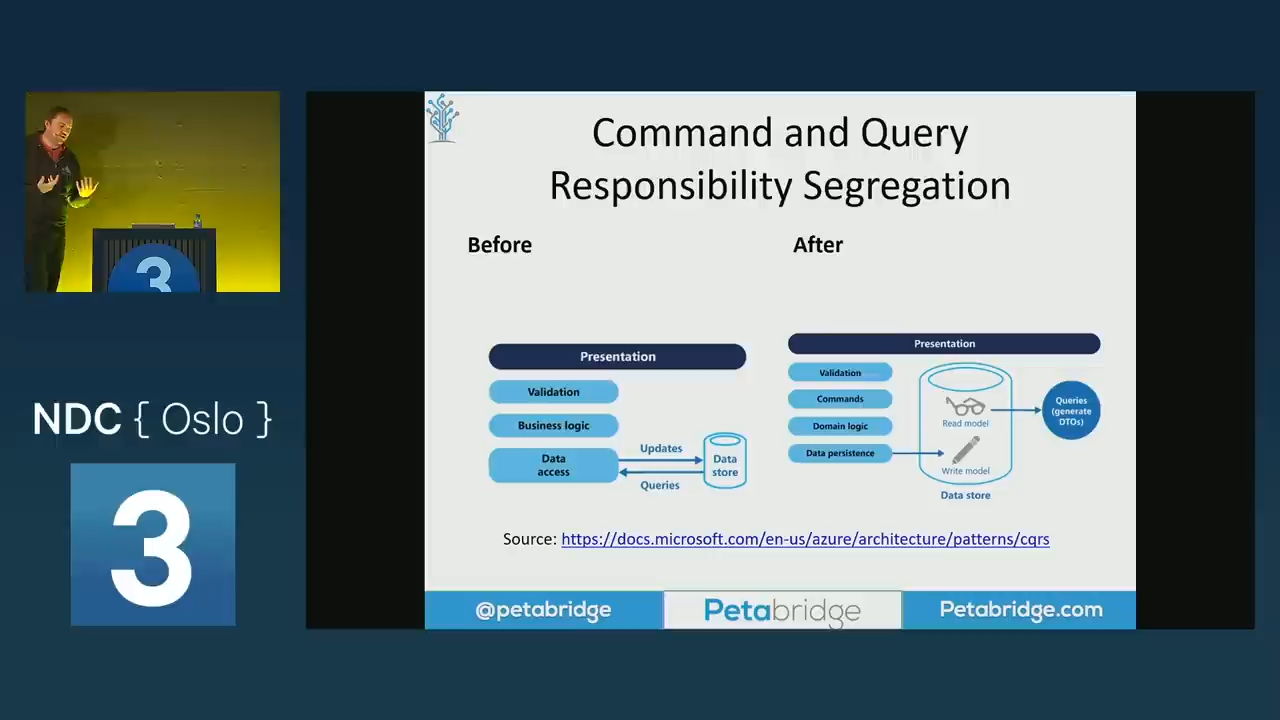 Command and Query
Responsibility Segregation
Before
After
Presentation
Validation
Business logic
Data
access
Updates
Queries
Data
store
Presentation
Validation
Commands
Domain logic
Data persistence
Read model
Write model
Data store
Queries
(generate
DTOs)
Source: https://docs.microsoft.com/en-us/azure/architecture/patterns/cqrs
@petabridge
Petabridge
Petabridge.com
3
NDC { Oslo }
3